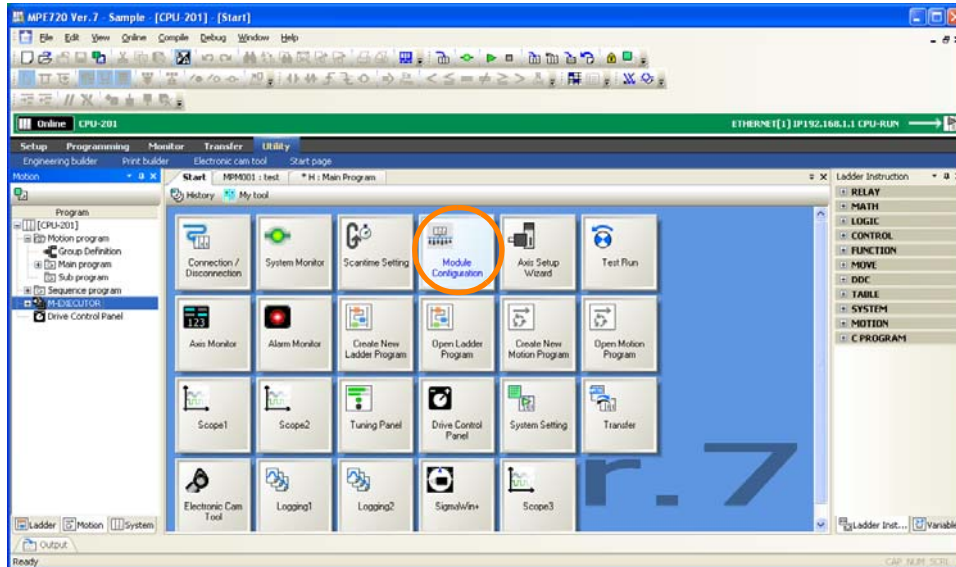 MPE720 Ver.7 - Sample - [CPU-201] - [Start]
File Edit View Online Compile Debug Window Help
Online CPU-201 ETHERNET[1] IP192.168.1.1 CPU-RUN
Setup Programming Monitor Transfer Utility
Engineering builder Print builder Electronic cam tool Start page
Motion
Start MPM001 : test * H : Main Program
Ladder Instruction
History My tool
Program
[CPU-201]
Motion program
Group Definition
Main program
Sub program
Sequence program
M-EXECUTOR
Drive Control Panel
Connection / Disconnection
System Monitor
Scantime Setting
Module Configuration
Axis Setup Wizard
Test Run
123
Axis Monitor
Alarm Monitor
Create New Ladder Program
Open Ladder Program
Create New Motion Program
Open Motion Program
Scope1
Scope2
Tuning Panel
Drive Control Panel
System Setting
Transfer
Electronic Cam Tool
Logging1
Logging2
SigmaWin+
Scope3
r.7
RELAY
MATH
LOGIC
CONTROL
FUNCTION
MOVE
DDC
TABLE
SYSTEM
MOTION
C PROGRAM
Ladder Motion System
Ladder Inst... Variable
Output
Ready
CAP NUM SCRL